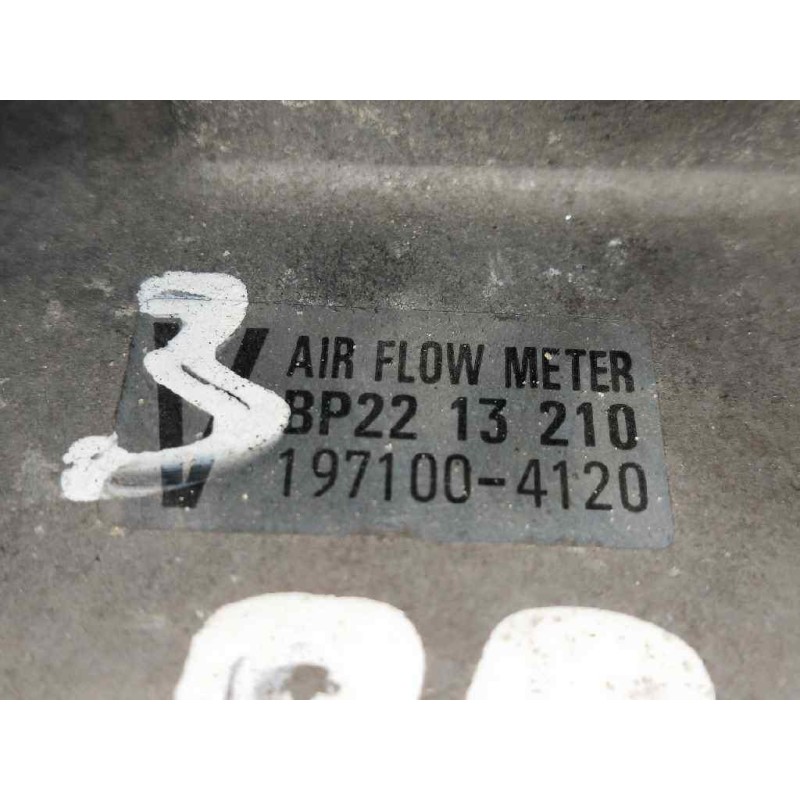 3
V
AIR FLOW METER
BP22 13 210
197100-4120